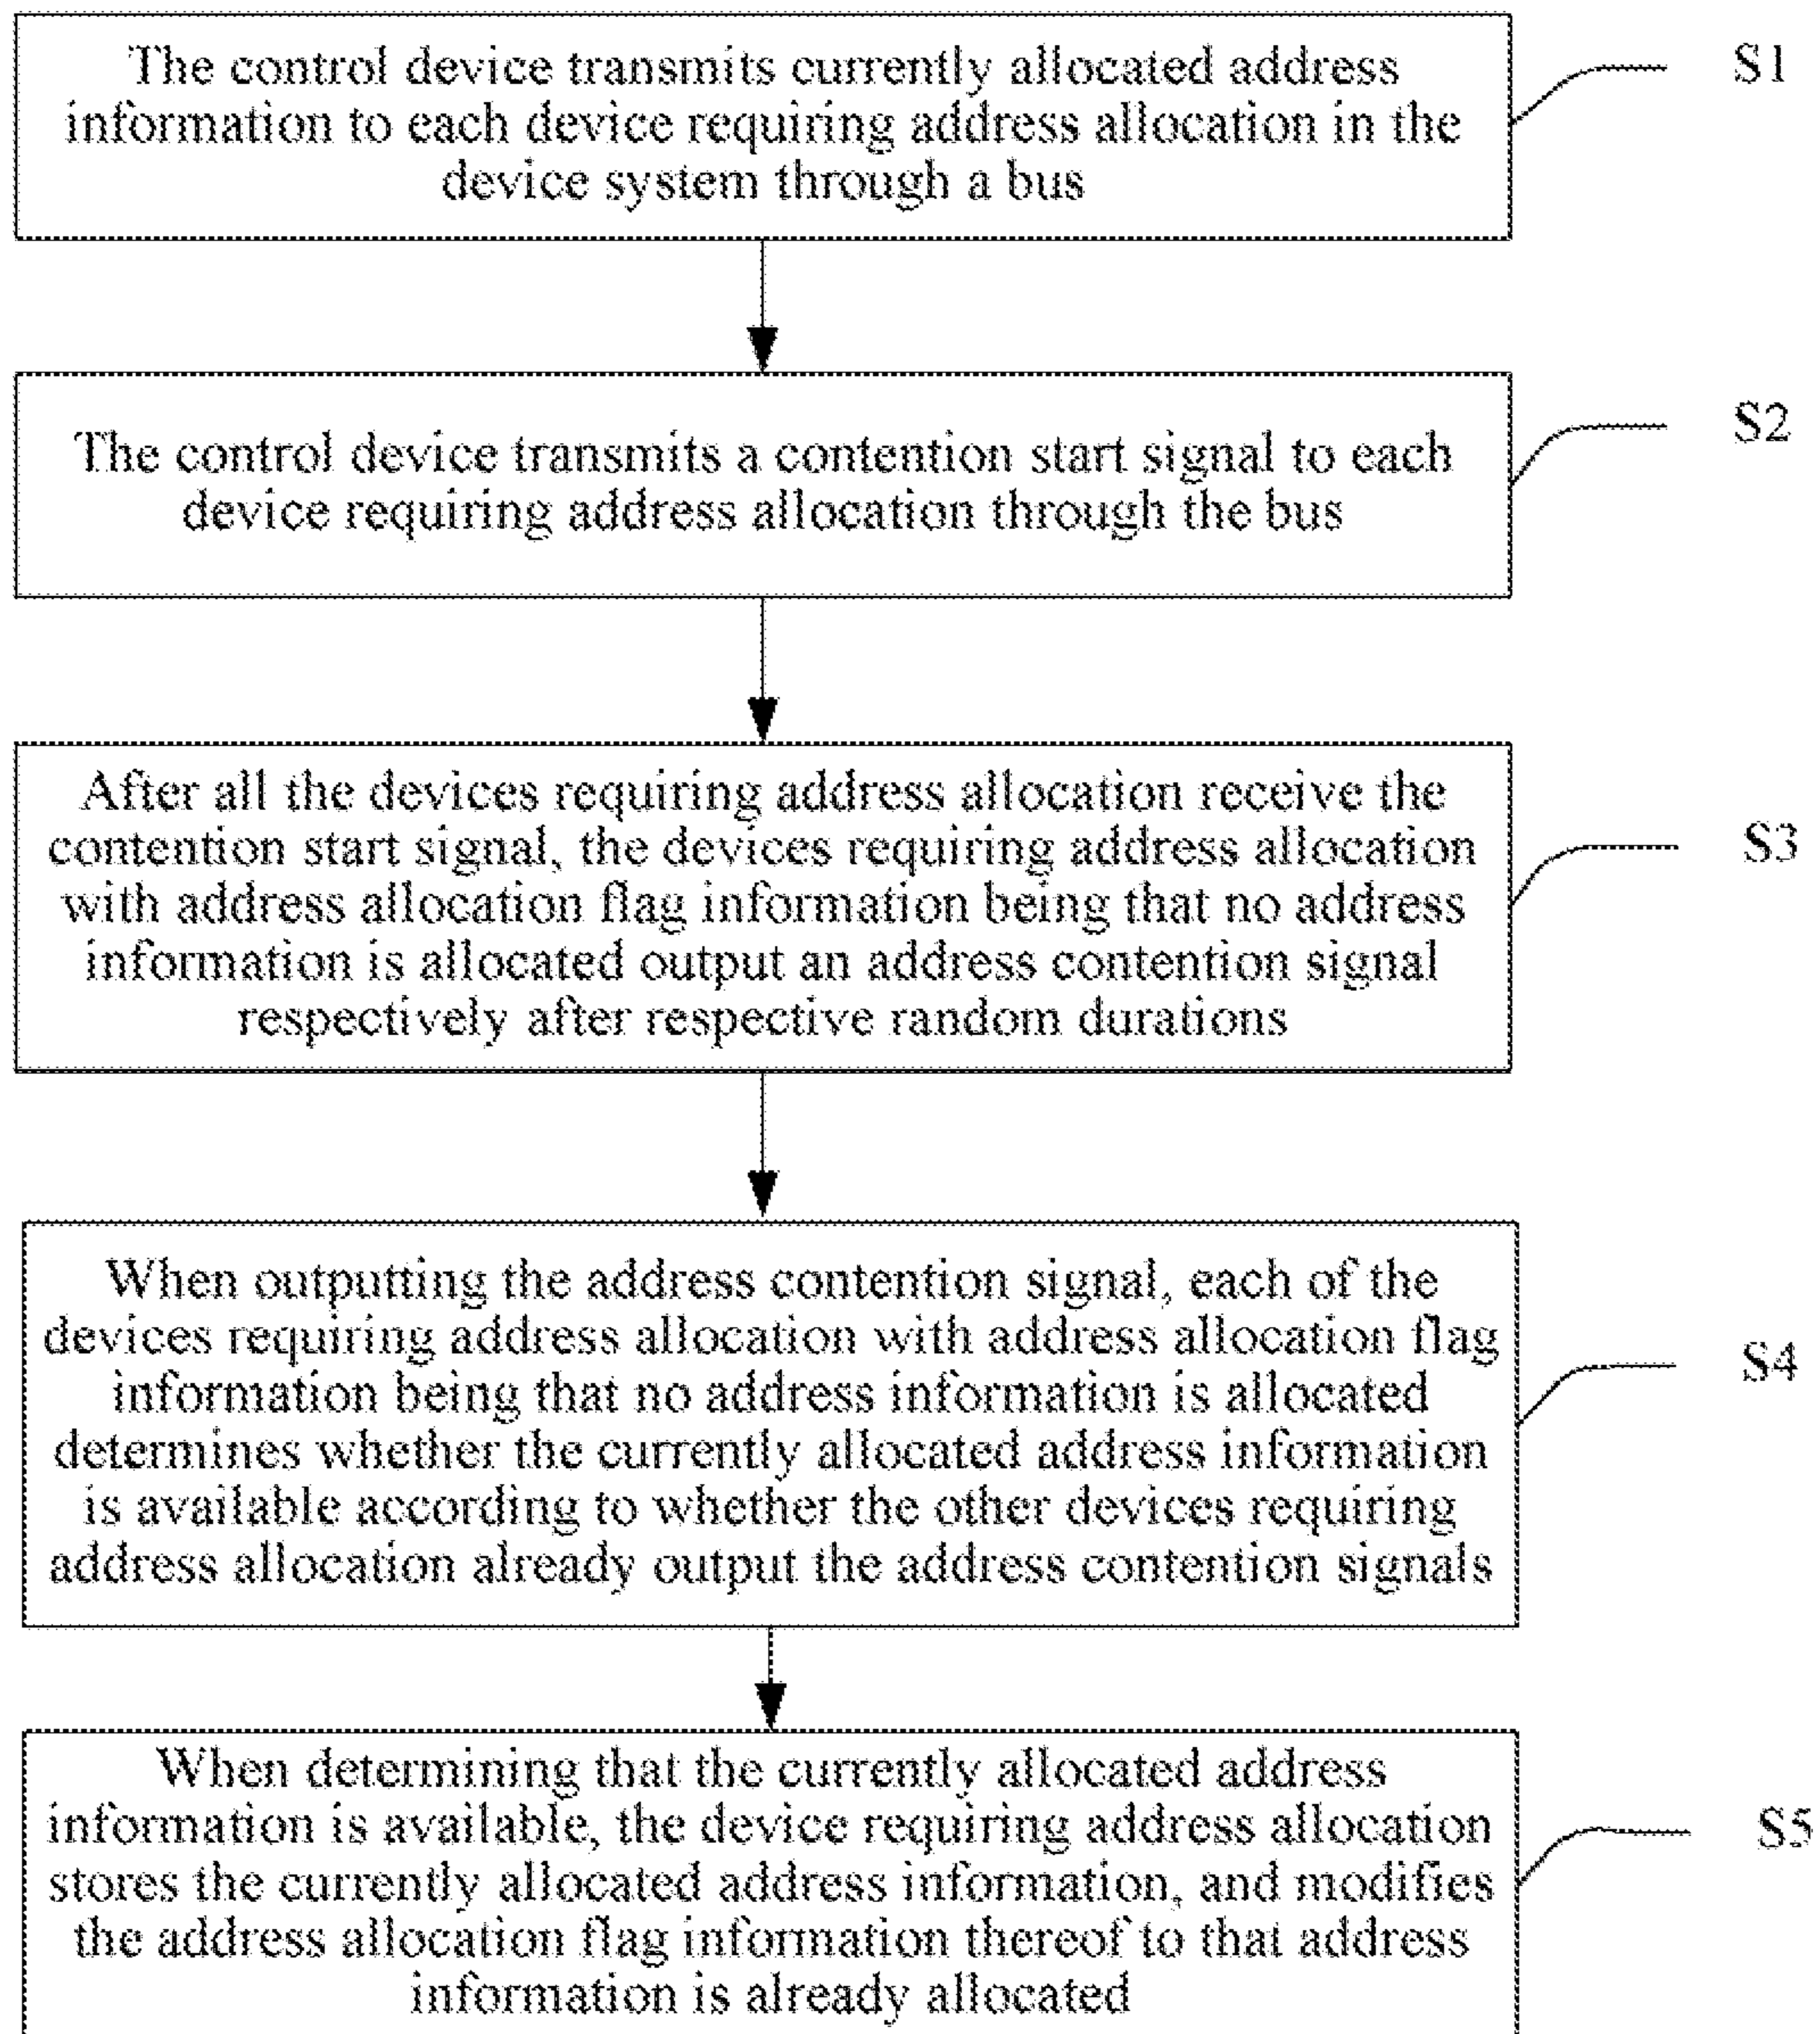 The control device transmits currently allocated address
information to each device requiring address allocation in the
device system through a bus
S1
The control device transmits a contention start signal to each
device requiring address allocation through the bus
S2
After all the devices requiring address allocation receive the
contention start signal, the devices requiring address allocation
with address allocation flag information being that no address
information is allocated output an address contention signal
respectively after respective random durations
S3
When outputting the address contention signal, each of the
devices requiring address allocation with address allocation flag
information being that no address information is allocated
determines whether the currently allocated address information
is available according to whether the other devices requiring
address allocation already output the address contention signals
S4
When determining that the currently allocated address
information is available, the device requiring address allocation
stores the currently allocated address information, and modifies
the address allocation flag information thereof to that address
information is already allocated
S5